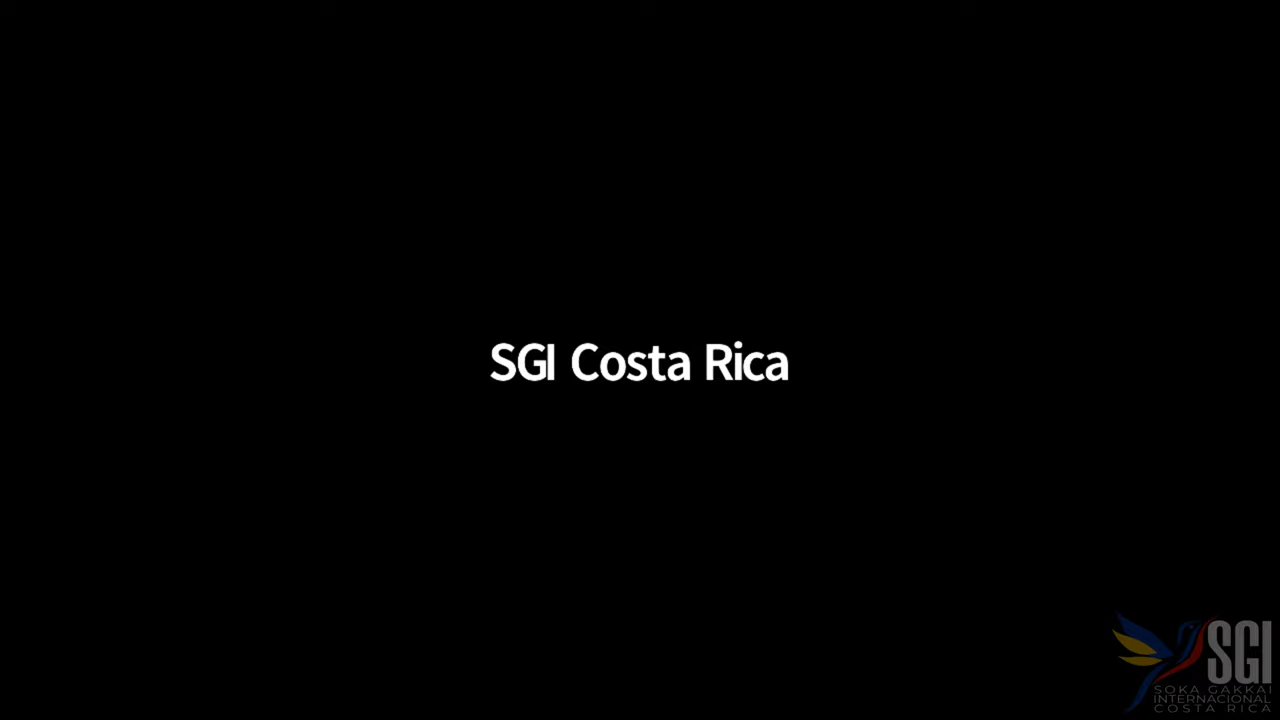 SGI Costa Rica
SGI
SOKA GAKKAI
INTERNACIONAL
COSTA RICA